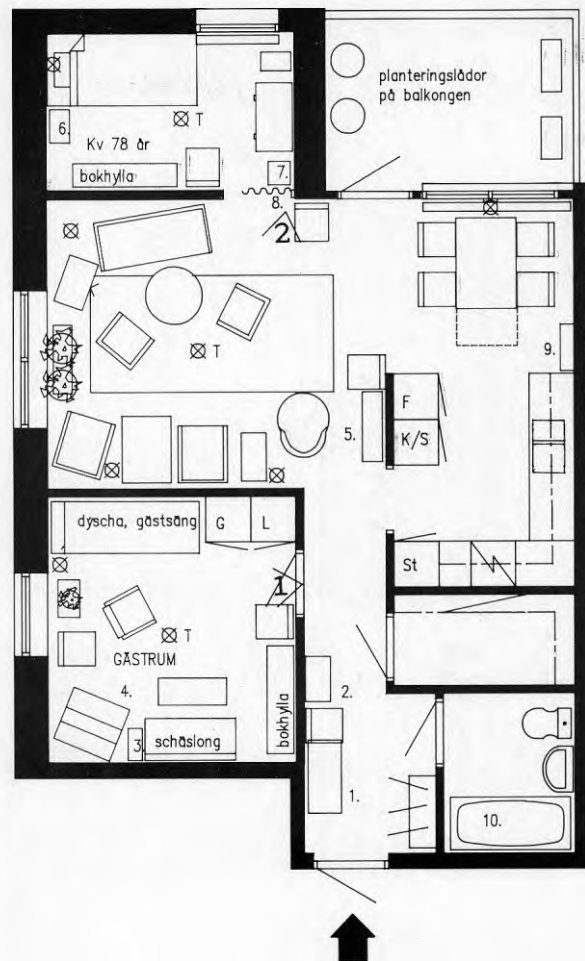 planteringslådor
på balkongen
T
6.
Kv 78 år
bokhylla
7.
8.
2
T
9.
F
5.
K/S
dyscha, gästsäng
G
L
1
St
T
GÄSTRUM
2.
4.
bokhylla
3.
schäslong
1.
10.